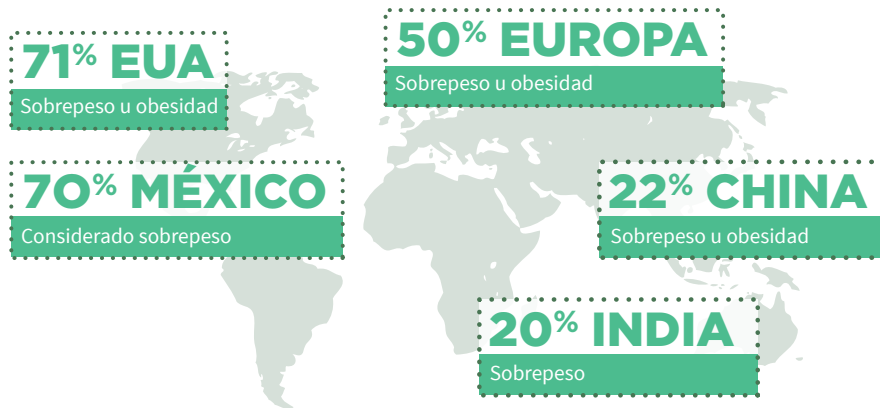 71% EUA
Sobrepeso u obesidad
50% EUROPA
Sobrepeso u obesidad
70% MÉXICO
Considerado sobrepeso
22% CHINA
Sobrepeso u obesidad
20% INDIA
Sobrepeso